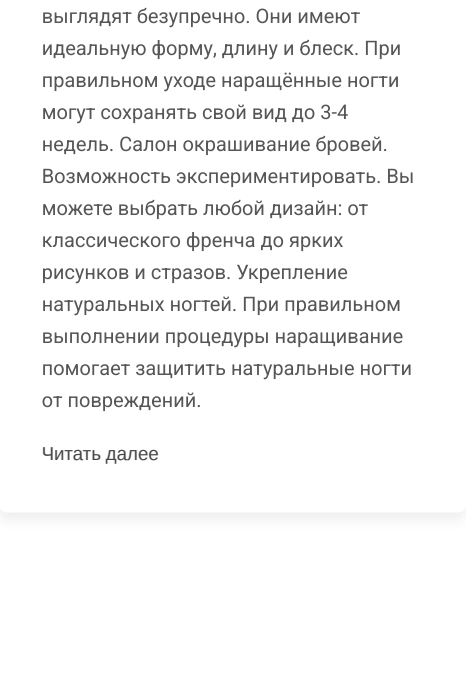 выглядят безупречно. Они имеют
идеальную форму, длину и блеск. При
правильном уходе наращённые ногти
могут сохранять свой вид до 3-4
недель. Салон окрашивание бровей.
Возможность экспериментировать. Вы
можете выбрать любой дизайн: от
классического френча до ярких
рисунков и стразов. Укрепление
натуральных ногтей. При правильном
выполнении процедуры наращивание
помогает защитить натуральные ногти
от повреждений.
Читать далее